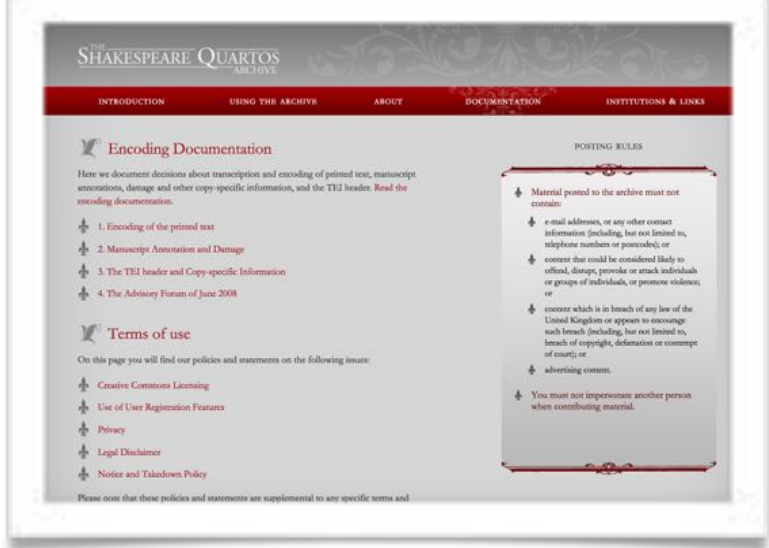 THE
SHAKESPEARE QUARTOS
ARCHIVE
INTRODUCTION USING THE ARCHIVE ABOUT DOCUMENTATION INSTITUTIONS & LINKS
Encoding Documentation
Here we document decisions about transcription and encoding of printed text, manuscript
annotations, damage and other copy-specific information, and the TEI header. Read the
encoding documentation.
1. Encoding of the printed text
2. Manuscript Annotation and Damage
3. The TEI header and Copy-specific Information
4. The Advisory Forum of June 2008
Terms of use
On this page you will find our policies and statements on the following issues:
Creative Commons Licensing
Use of User Registration Features
Privacy
Legal Disclaimer
Notice and Takedown Policy
Please note that these policies and statements are supplemental to any specific terms and
POSTING RULES
Material posted to the archive must not
contain:
e-mail addresses, or any other contact
information (including, but not limited to,
telephone numbers or postcodes); or
content that could be considered likely to
offend, disrupt, provoke or attack individuals
or groups of individuals, or promote violence;
or
content which is in breach of any law of the
United Kingdom or appears to encourage
such breach (including, but not limited to,
breach of copyright, defamation or contempt
of court); or
advertising content.
You must not impersonate another person
when contributing material.